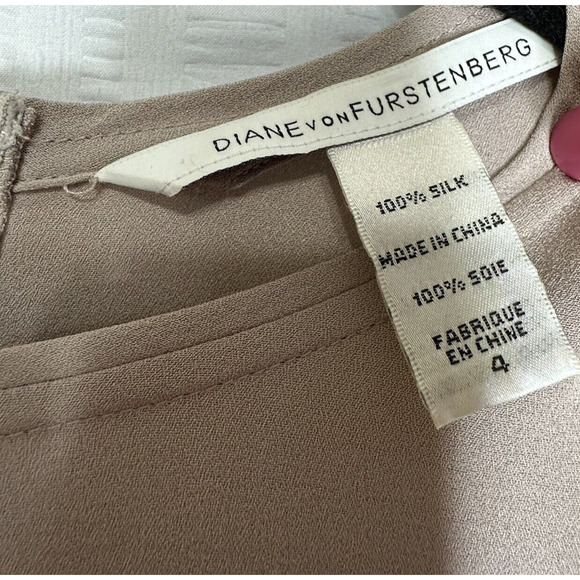 DIANE VON FURSTENBERG
100% SILK
MADE IN CHINA
100% SOIE
FABRIQUE
EN CHINE
4